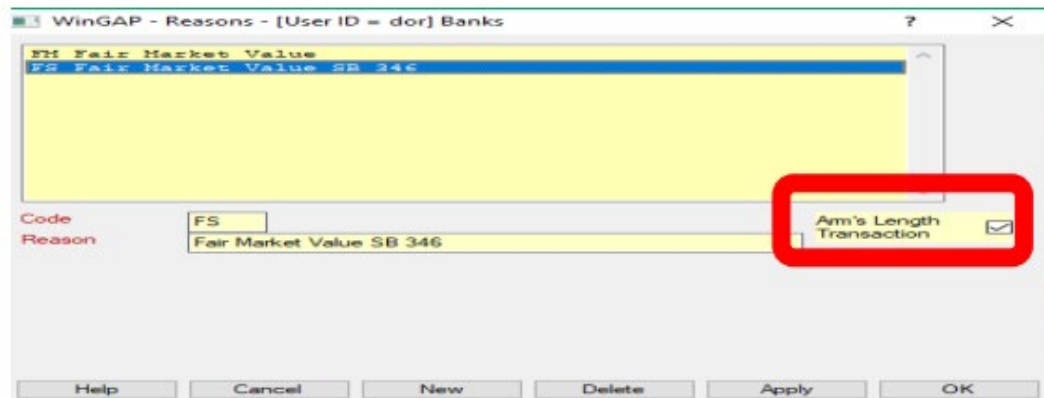 WinGAP - Reasons - [User ID = dor] Banks ? ×
FM Fair Market Value
FS Fair Market Value SB 346
Code FS
Arm's Length Transaction
Reason Fair Market Value SB 346
Help Cancel New Delete Apply OK